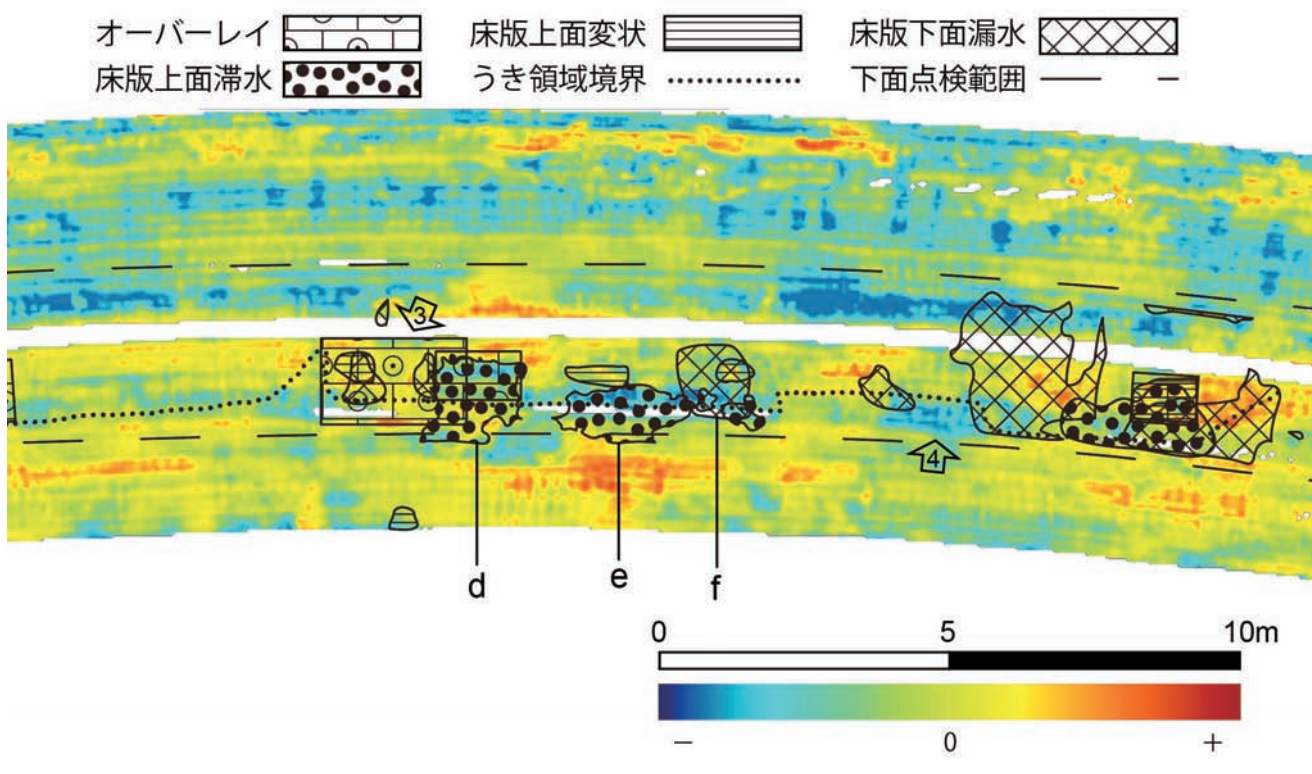 オーバーレイ 床版上面変状 床版下面漏水
床版上面滞水 うき領域境界 下面点検範囲
3
4
d e f
0 5 10m
− 0 +